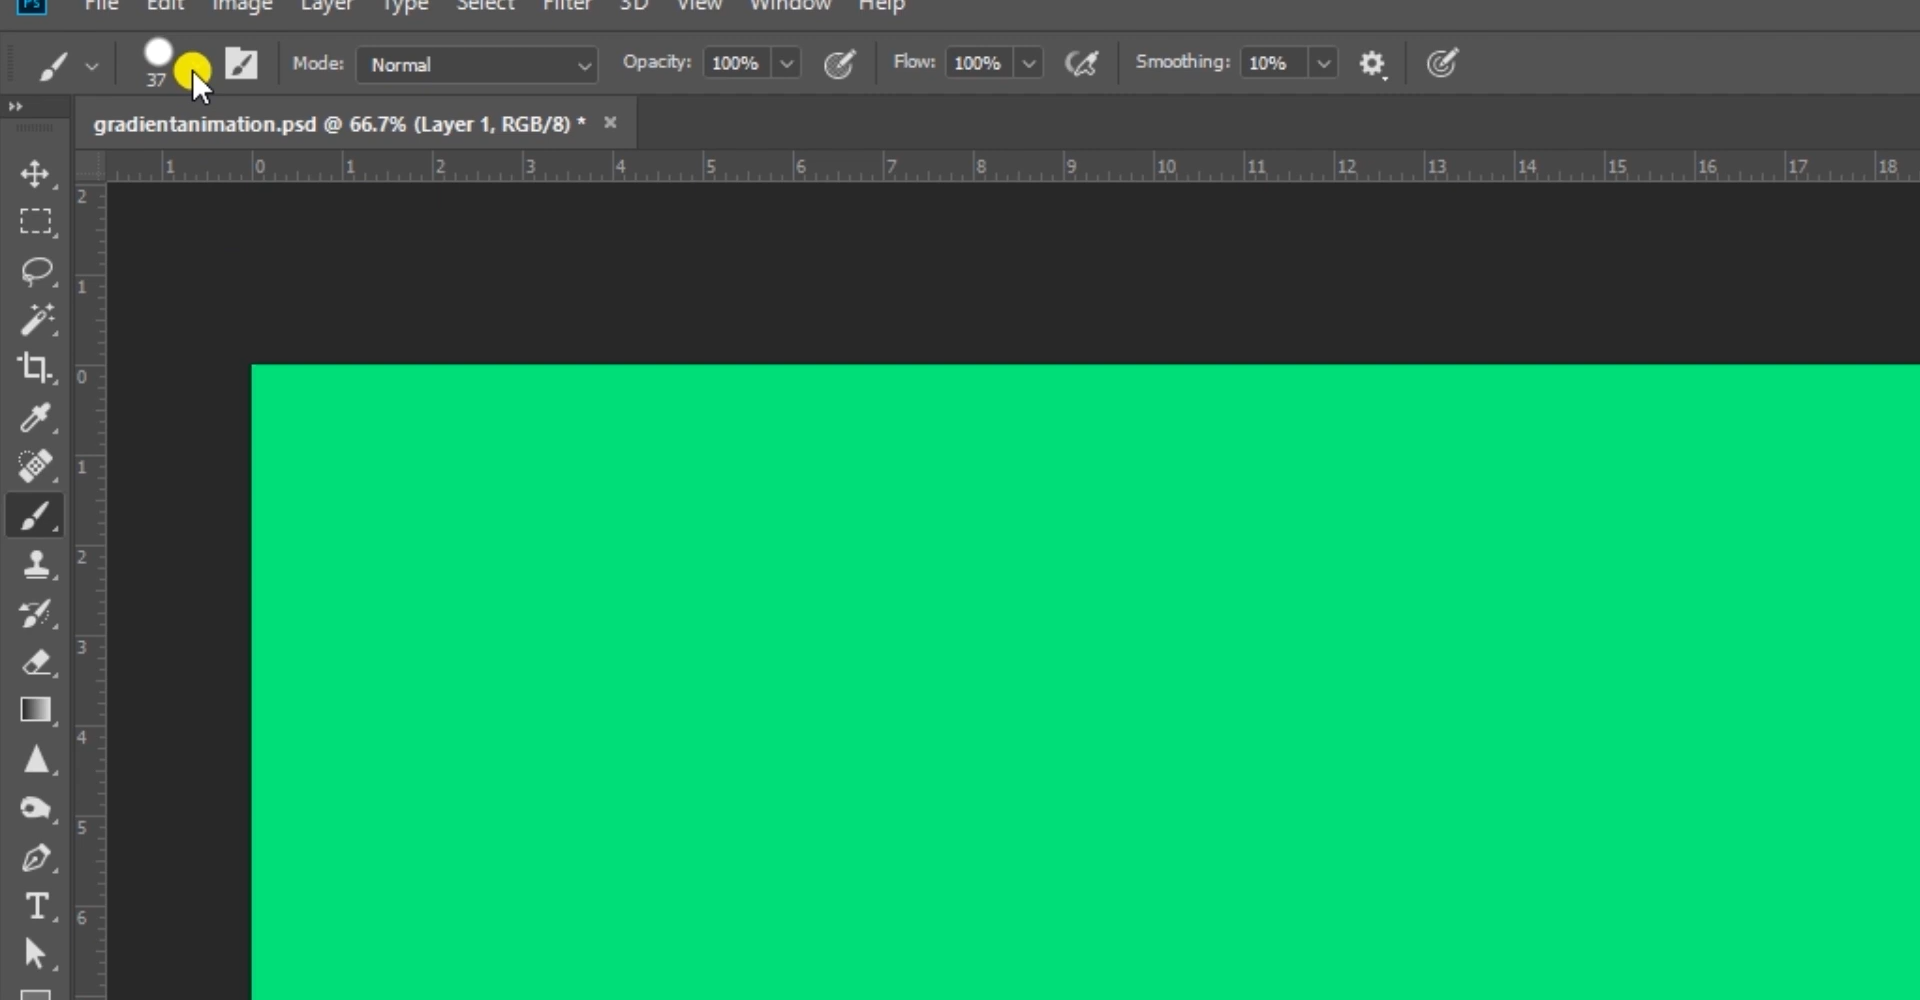 Ps File Edit Image Layer Type Select Filter 3D View Window Help
37 Mode: Normal Opacity: 100% Flow: 100% Smoothing: 10%
gradientanimation.psd @ 66.7% (Layer 1, RGB/8) * ×
1 0 1 2 3 4 5 6 7 8 9 10 11 12 13 14 15 16 17 18
2
1
0
1
2
3
4
5
6